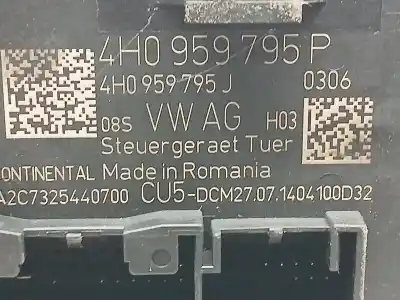 4H0 959 795 P
4H0 959 795 J 0306
08S VW AG H03
Steuergeraet Tuer
CONTINENTAL Made in Romania
A2C7325440700 CU5-DCM27.07.1404100D32